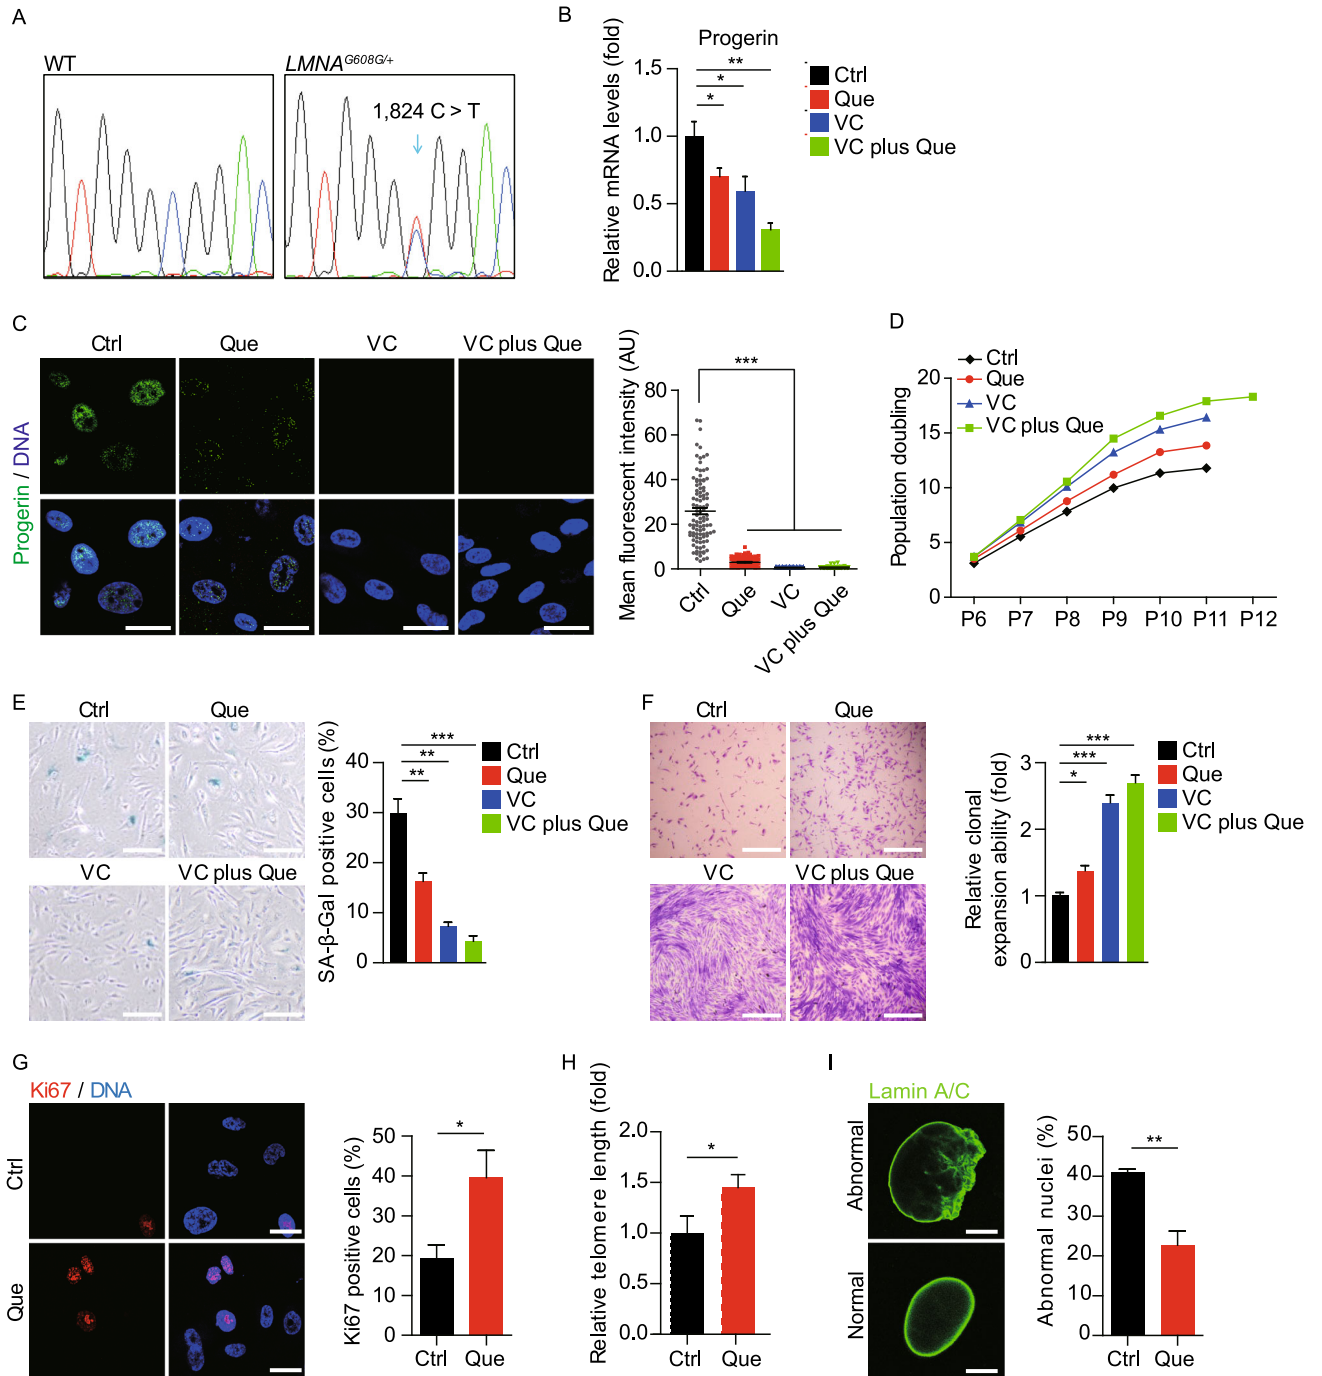 A
WT
LMNA^G608G/+
1,824 C > T
B
Progerin
Relative mRNA levels (fold)
1.5
1.0
0.5
0.0
**
*
*
Ctrl
Que
VC
VC plus Que
C
Ctrl
Que
VC
VC plus Que
Progerin / DNA
Mean fluorescent intensity (AU)
80
60
40
20
0
***
Ctrl
Que
VC
VC plus Que
D
Population doubling
20
15
10
5
0
Ctrl
Que
VC
VC plus Que
P6 P7 P8 P9 P10 P11 P12
E
Ctrl
Que
VC
VC plus Que
SA-β-Gal positive cells (%)
40
30
20
10
0
***
**
**
Ctrl
Que
VC
VC plus Que
F
Ctrl
Que
VC
VC plus Que
Relative clonal
expansion ability (fold)
3
2
1
0
***
***
*
Ctrl
Que
VC
VC plus Que
G
Ki67 / DNA
Ctrl
Que
Ki67 positive cells (%)
50
40
30
20
10
0
*
Ctrl
Que
H
Relative telomere length (fold)
2.0
1.5
1.0
0.5
0.0
*
Ctrl
Que
I
Lamin A/C
Abnormal
Normal
Abnormal nuclei (%)
50
40
30
20
10
0
**
Ctrl
Que